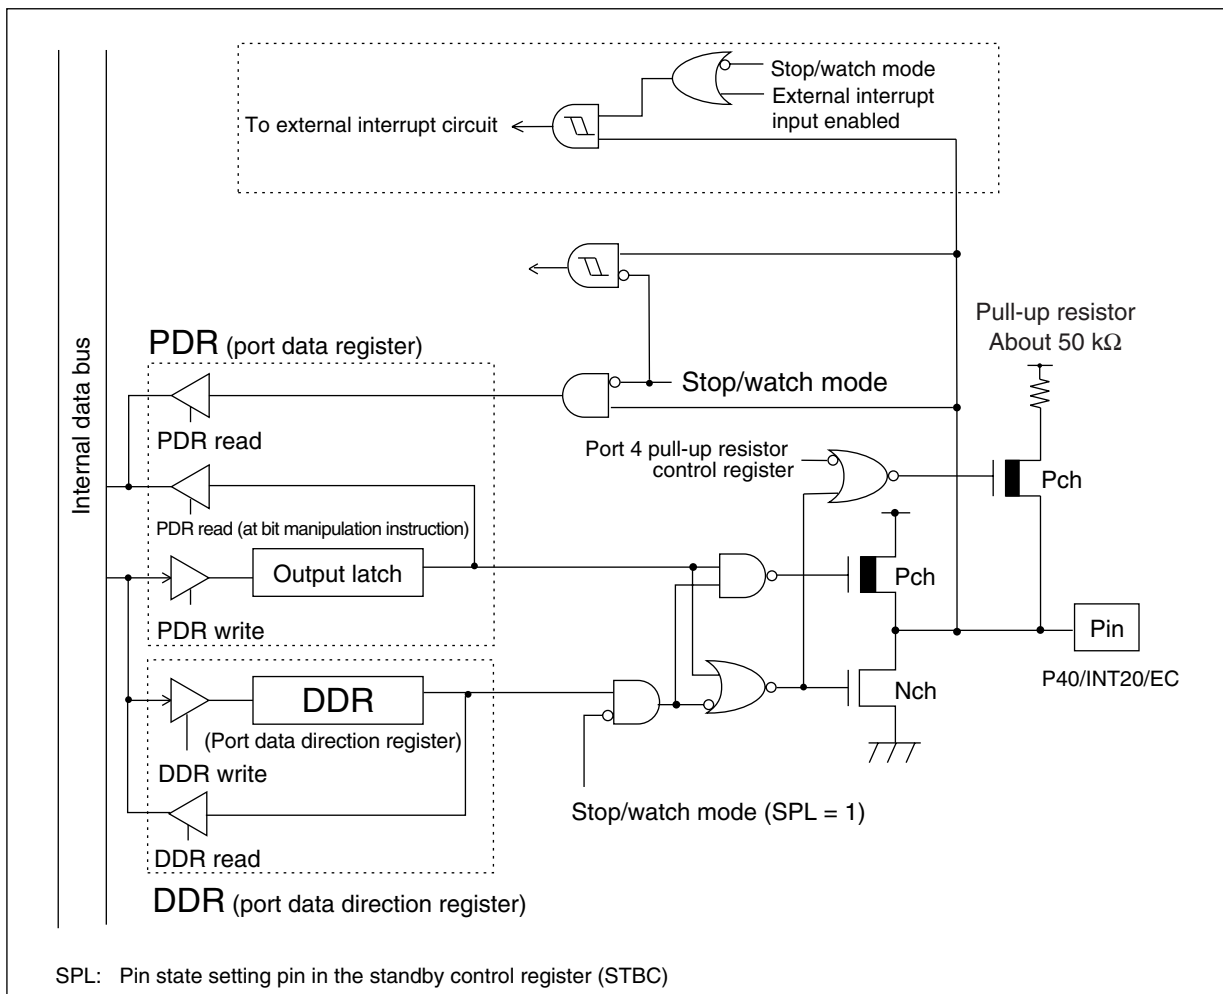 Stop/watch mode
External interrupt
input enabled
To external interrupt circuit
Pull-up resistor
About 50 kΩ
Internal data bus
PDR (port data register)
Stop/watch mode
PDR read
Port 4 pull-up resistor
control register
Pch
PDR read (at bit manipulation instruction)
Output latch
Pch
PDR write
Pin
P40/INT20/EC
DDR
Nch
(Port data direction register)
DDR write
Stop/watch mode (SPL = 1)
DDR read
DDR (port data direction register)
SPL: Pin state setting pin in the standby control register (STBC)